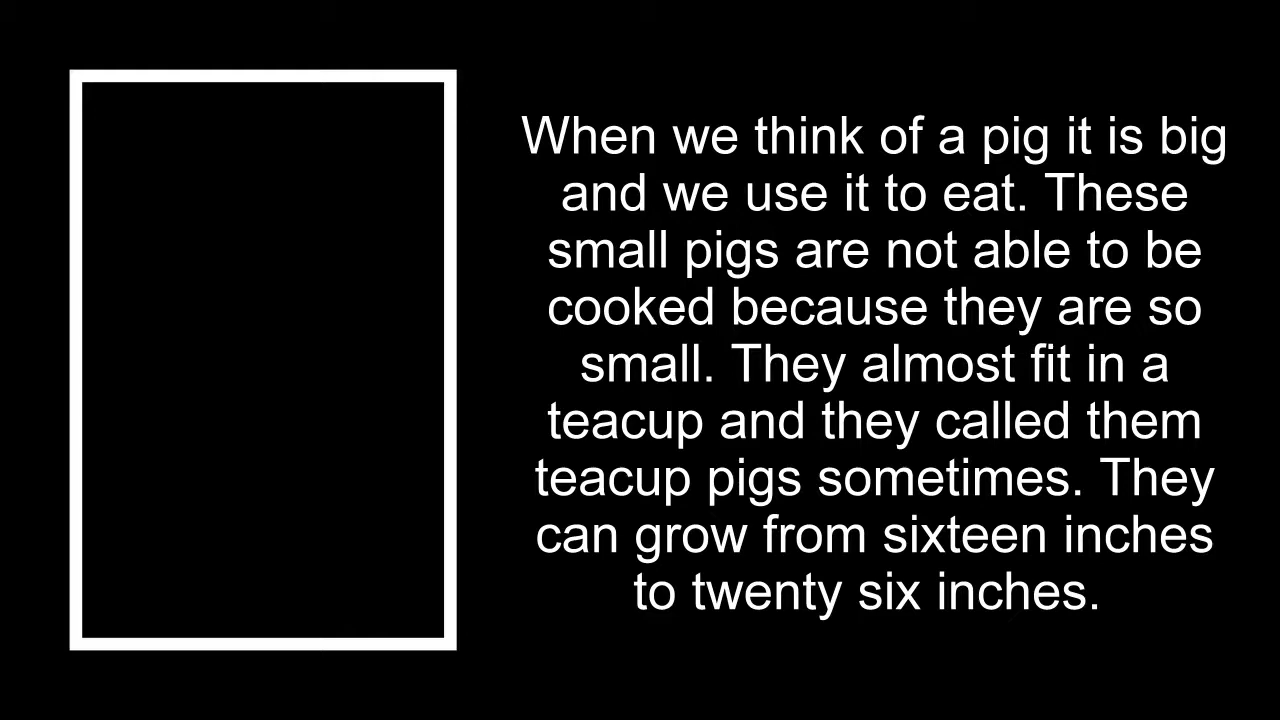 When we think of a pig it is big
and we use it to eat. These
small pigs are not able to be
cooked because they are so
small. They almost fit in a
teacup and they called them
teacup pigs sometimes. They
can grow from sixteen inches
to twenty six inches.